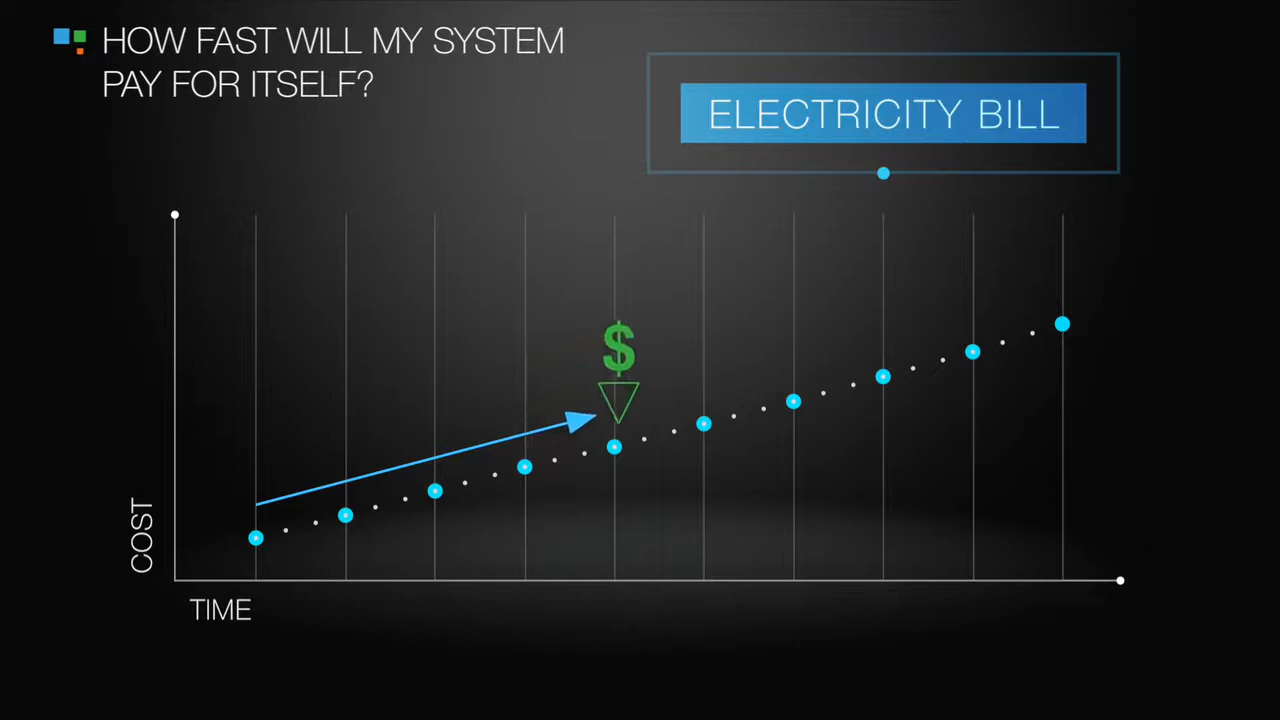 HOW FAST WILL MY SYSTEM
PAY FOR ITSELF?
ELECTRICITY BILL
$
COST
TIME